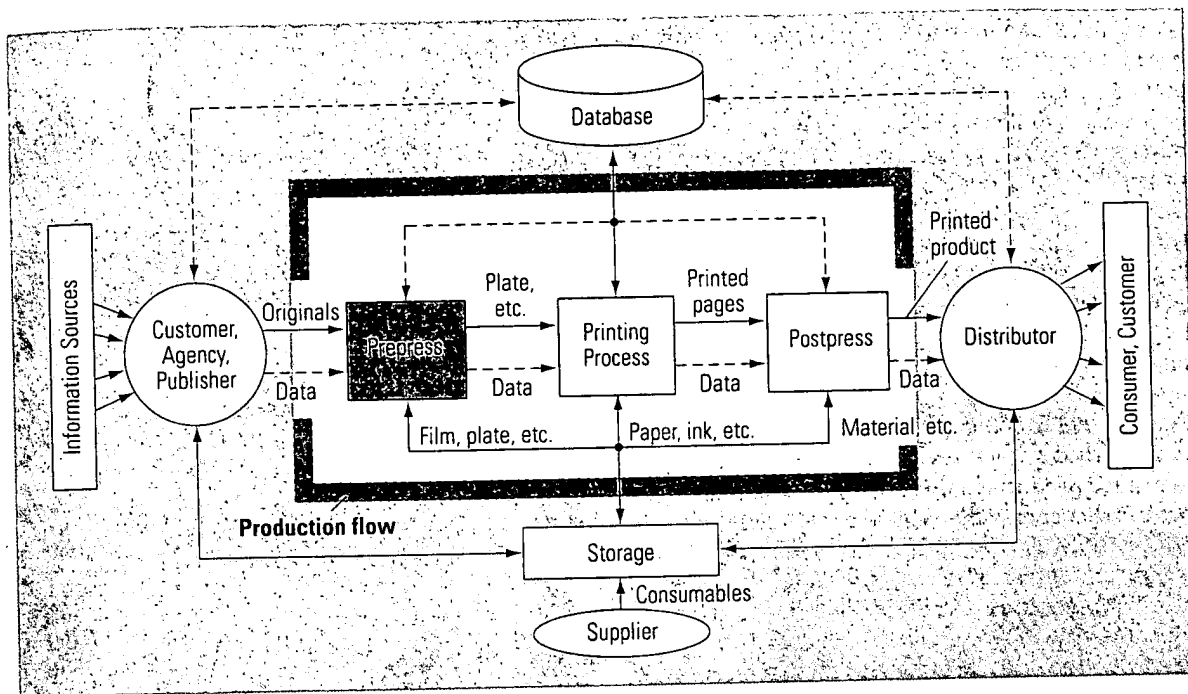 Database
Printed
product
Information Sources
Customer,
Agency,
Publisher
Originals
Data
Prepress
Plate,
etc.
Data
Printing
Process
Printed
pages
Data
Postpress
Data
Distributor
Consumer, Customer
Film, plate, etc.
Paper, ink, etc.
Material, etc.
Production flow
Storage
Consumables
Supplier